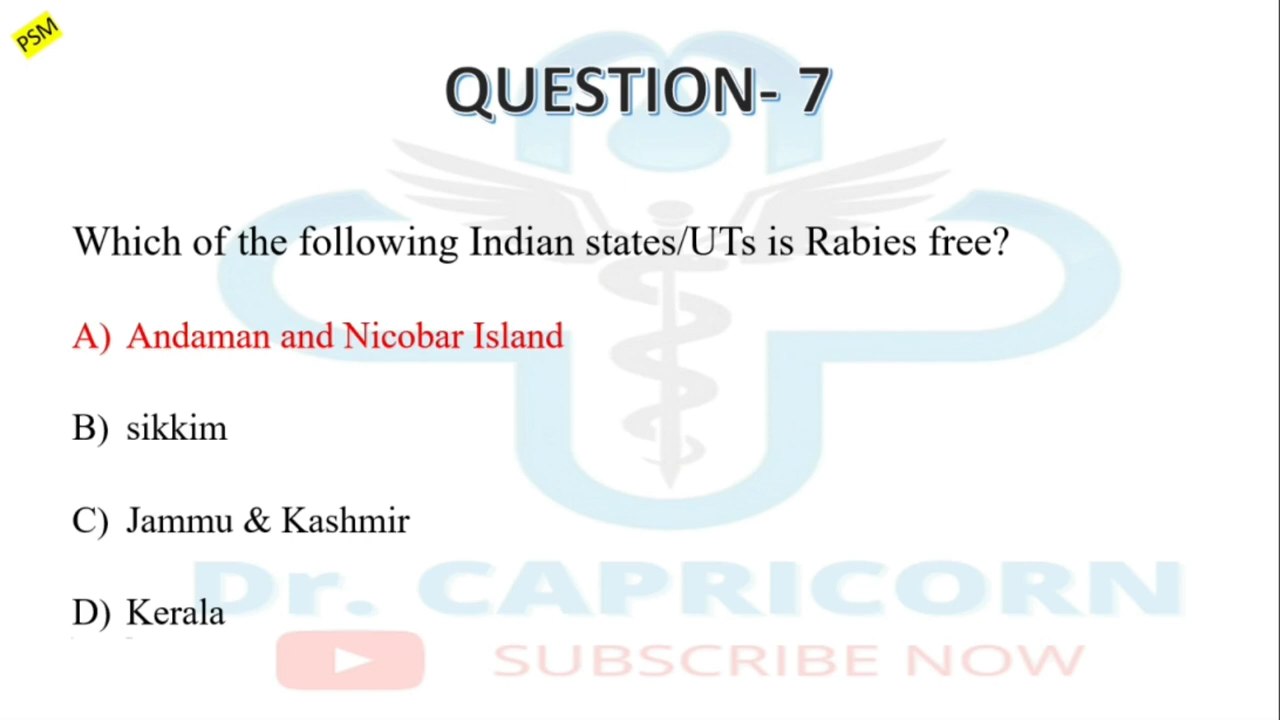 PSM
QUESTION- 7
Which of the following Indian states/UTs is Rabies free?
A) Andaman and Nicobar Island
B) sikkim
C) Jammu & Kashmir
D) Kerala
Dr. CAPRICORN
SUBSCRIBE NOW